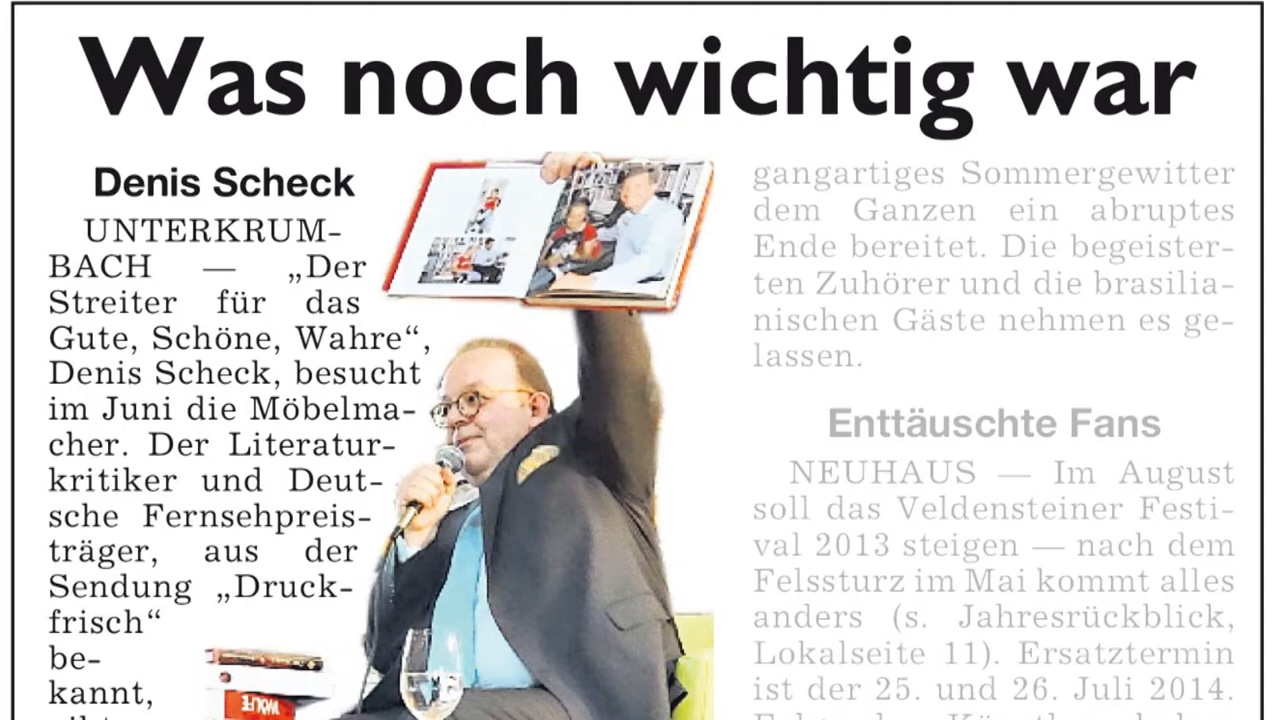 Was noch wichtig war
Denis Scheck
UNTERKRUM-
BACH — „Der
Streiter für das
Gute, Schöne, Wahre“,
Denis Scheck, besucht
im Juni die Möbelma-
cher. Der Literatur-
kritiker und Deut-
sche Fernsehpreis-
träger, aus der
Sendung „Druck-
frisch“
be-
kannt,
WÖLFE
gangartiges Sommergewitter
dem Ganzen ein abruptes
Ende bereitet. Die begeister-
ten Zuhörer und die brasilia-
nischen Gäste nehmen es ge-
lassen.
Enttäuschte Fans
NEUHAUS — Im August
soll das Veldensteiner Festi-
val 2013 steigen — nach dem
Felssturz im Mai kommt alles
anders (s. Jahresrückblick,
Lokalseite 11). Ersatztermin
ist der 25. und 26. Juli 2014.